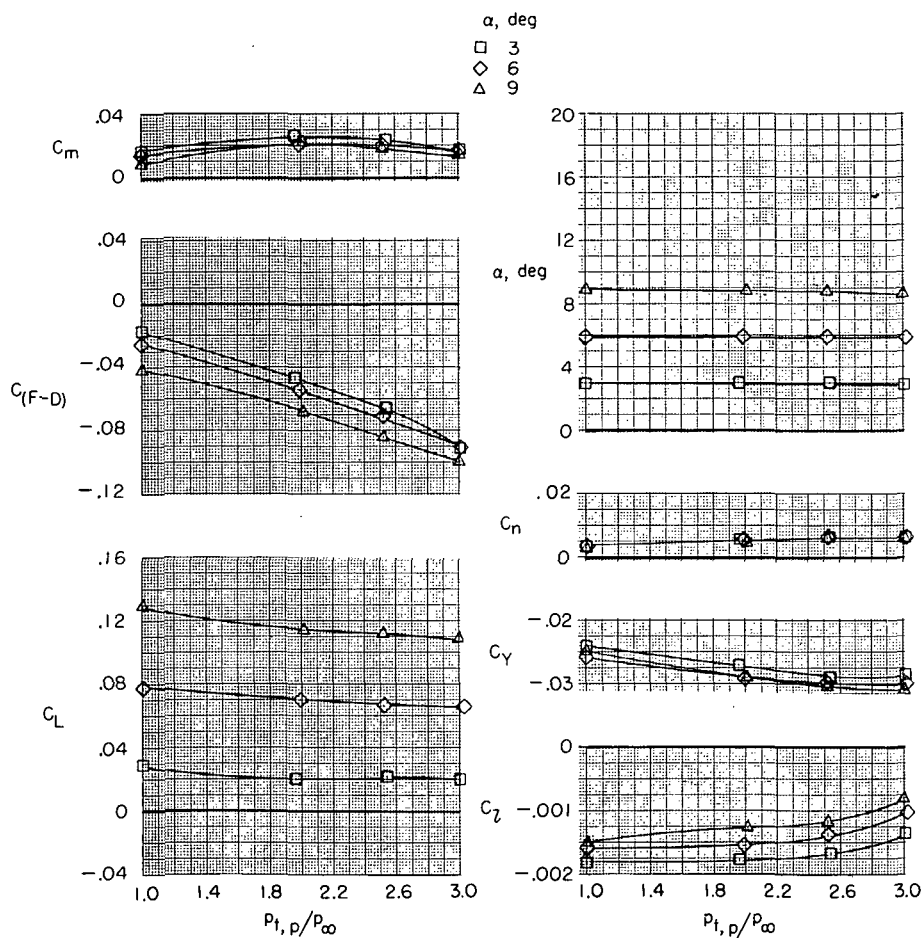 α, deg
□ 3
◇ 6
△ 9
.04
C_m
0
.04
0
-.04
C_(F-D)
-.08
-.12
.16
.12
.08
C_L
.04
0
-.04
1.0 1.4 1.8 2.2 2.6 3.0
p_t,p/p_∞
20
16
12
α, deg
8
4
0
.02
C_n
0
-.02
C_Y
-.03
0
C_l -.001
-.002
1.0 1.4 1.8 2.2 2.6 3.0
p_t,p/p_∞